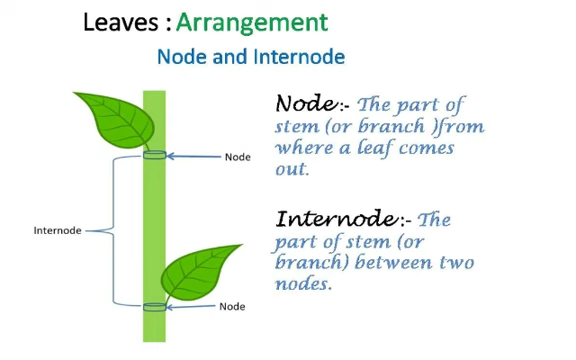 Leaves : Arrangement
Node and Internode
Node:- The part of
stem (or branch )from
where a leaf comes
out.
Node
Internode
Internode:- The
part of stem (or
branch) between two
nodes.
Node